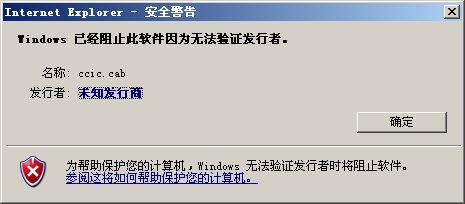 Internet Explorer - 安全警告
Windows 已经阻止此软件因为无法验证发行者。
名称: ccic.cab
发行者: 未知发行商
确定
为帮助保护您的计算机，Windows 无法验证发行者时将阻止软件。
参阅这将如何帮助保护您的计算机。